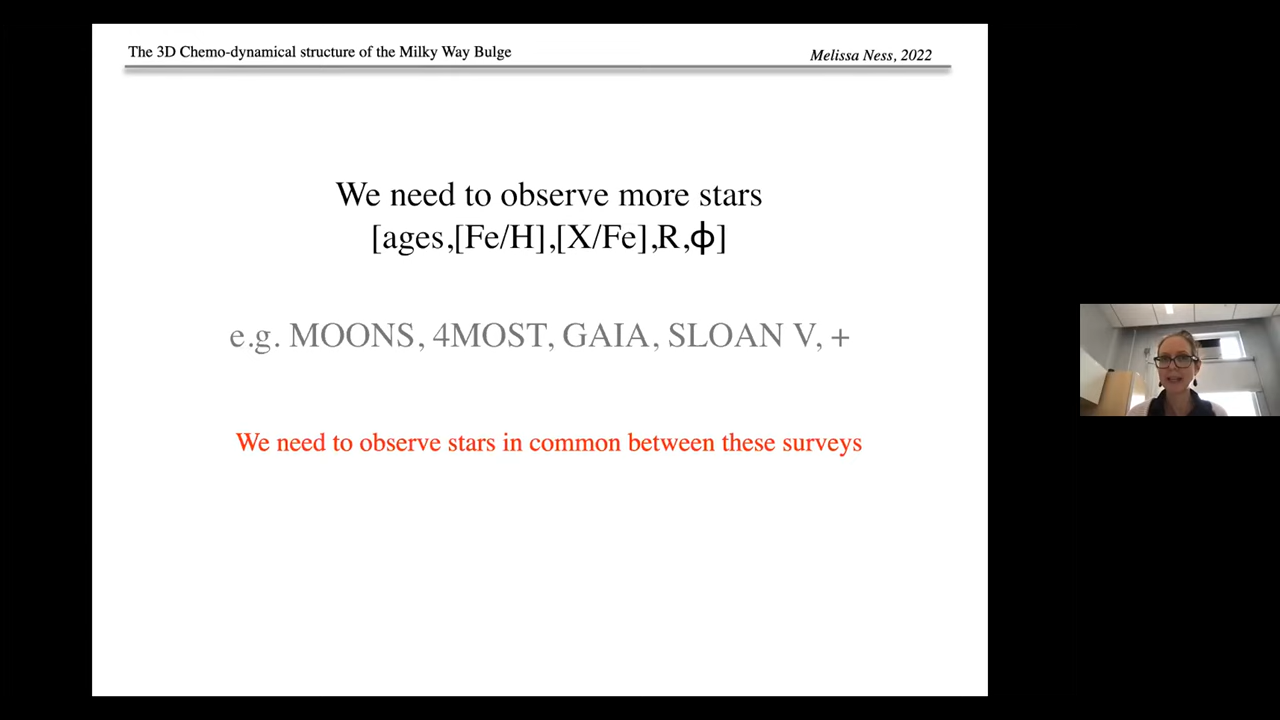 The 3D Chemo-dynamical structure of the Milky Way Bulge
Melissa Ness, 2022
We need to observe more stars
[ages,[Fe/H],[X/Fe],R,ϕ]
e.g. MOONS, 4MOST, GAIA, SLOAN V, +
We need to observe stars in common between these surveys